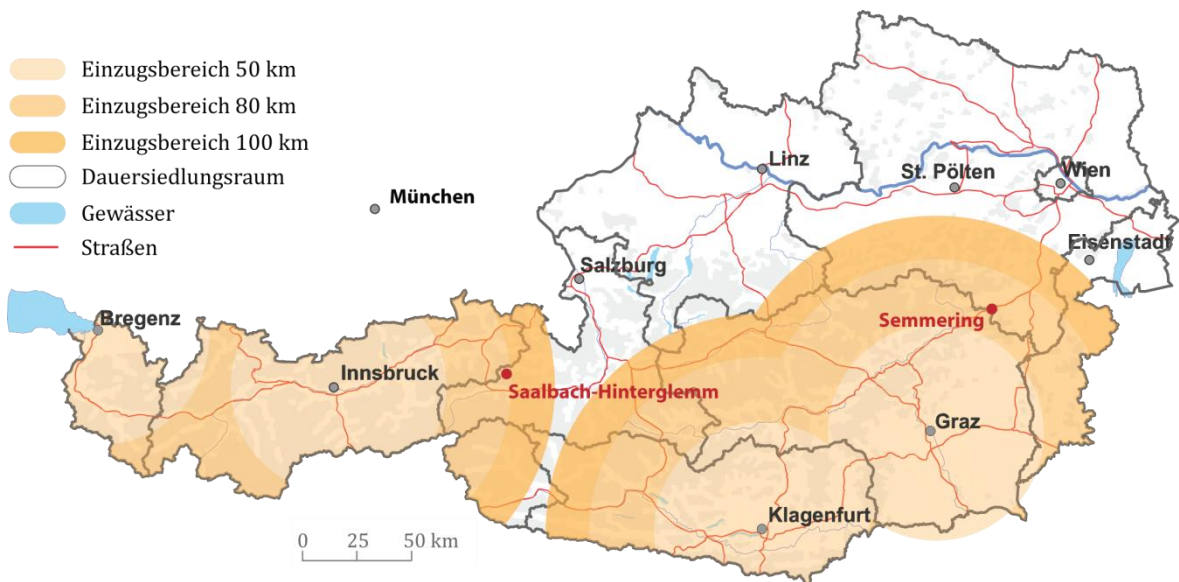 Einzugsbereich 50 km
Einzugsbereich 80 km
Einzugsbereich 100 km
Dauersiedlungsraum
Gewässer
Straßen
München
Linz
St. Pölten
Wien
Eisenstadt
Salzburg
Bregenz
Semmering
Innsbruck
Saalbach-Hinterglemm
Graz
Klagenfurt
0 25 50 km